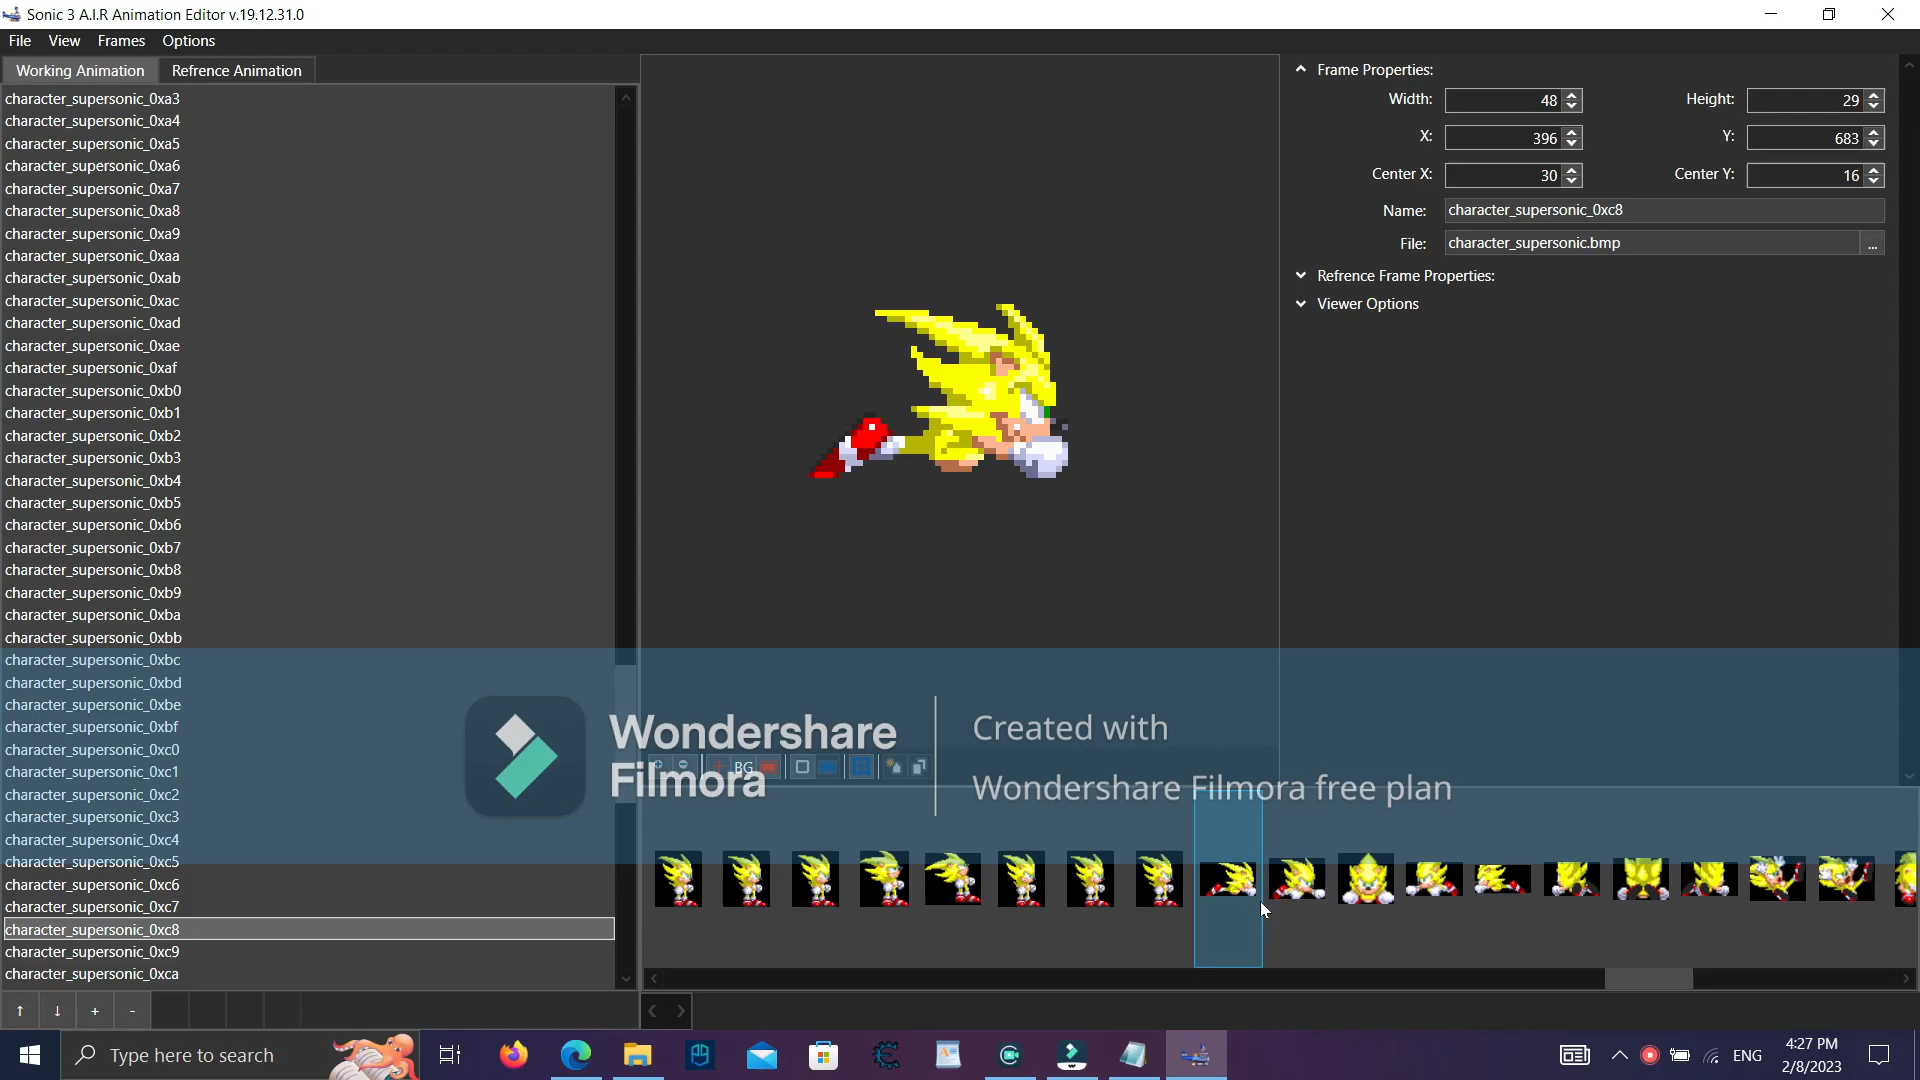 Sonic 3 A.I.R Animation Editor v.19.12.31.0
File View Frames Options
Working Animation Refrence Animation
character_supersonic_0xa3
character_supersonic_0xa4
character_supersonic_0xa5
character_supersonic_0xa6
character_supersonic_0xa7
character_supersonic_0xa8
character_supersonic_0xa9
character_supersonic_0xaa
character_supersonic_0xab
character_supersonic_0xac
character_supersonic_0xad
character_supersonic_0xae
character_supersonic_0xaf
character_supersonic_0xb0
character_supersonic_0xb1
character_supersonic_0xb2
character_supersonic_0xb3
character_supersonic_0xb4
character_supersonic_0xb5
character_supersonic_0xb6
character_supersonic_0xb7
character_supersonic_0xb8
character_supersonic_0xb9
character_supersonic_0xba
character_supersonic_0xbb
character_supersonic_0xbc
character_supersonic_0xbd
character_supersonic_0xbe
character_supersonic_0xbf
character_supersonic_0xc0
character_supersonic_0xc1
character_supersonic_0xc2
character_supersonic_0xc3
character_supersonic_0xc4
character_supersonic_0xc5
character_supersonic_0xc6
character_supersonic_0xc7
character_supersonic_0xc8
character_supersonic_0xc9
character_supersonic_0xca
Frame Properties:
Width: 48 Height: 29
X: 396 Y: 683
Center X: 30 Center Y: 16
Name: character_supersonic_0xc8
File: character_supersonic.bmp ...
Refrence Frame Properties:
Viewer Options
Wondershare
Filmora
Created with
Wondershare Filmora free plan
BG
Type here to search
ENG
4:27 PM
2/8/2023